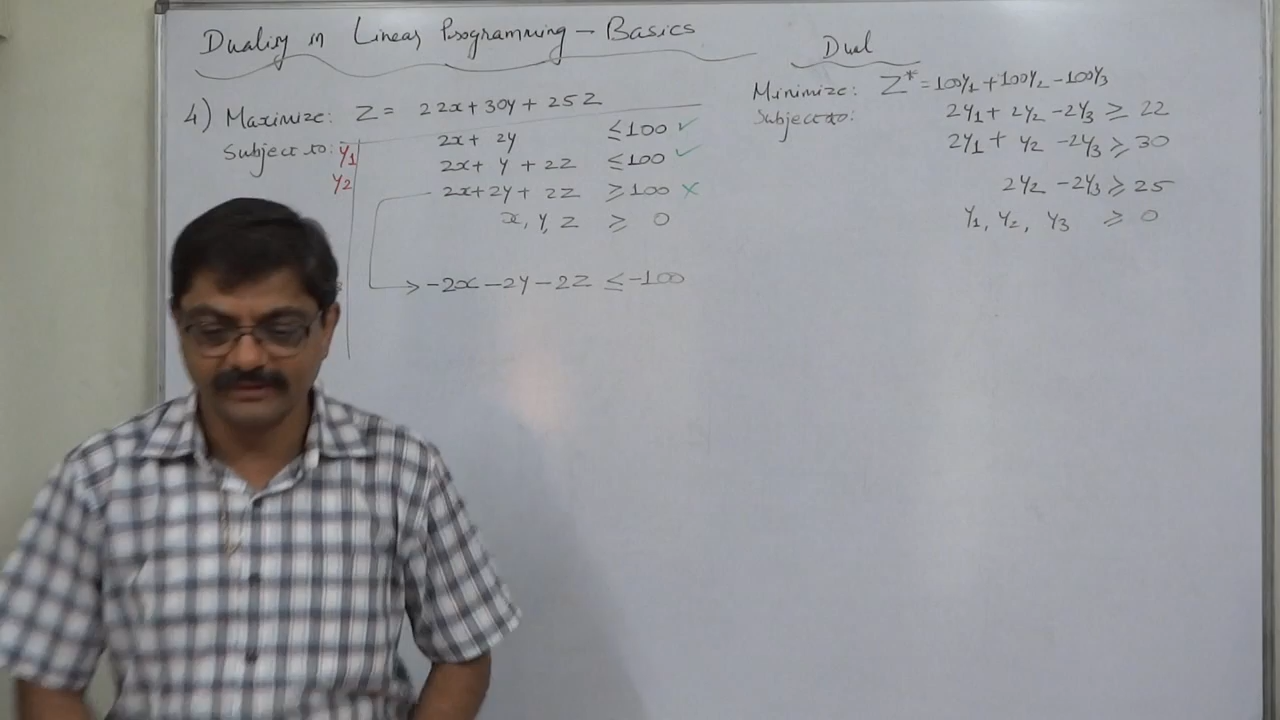 Duality in Linear Programming - Basics
4) Maximize: Z = 22x + 30y + 25Z
Subject to: y1 2x + 2y ≤ 100 ✓
y2 2x + y + 2Z ≤ 100 ✓
2x + 2y + 2Z ≥ 100 ×
x, y, Z ≥ 0
→ -2x - 2y - 2Z ≤ -100
Dual
Minimize: Z* = 100y1 + 100y2 - 100y3
Subject to: 2y1 + 2y2 - 2y3 ≥ 22
2y1 + y2 - 2y3 ≥ 30
2y2 - 2y3 ≥ 25
y1, y2, y3 ≥ 0